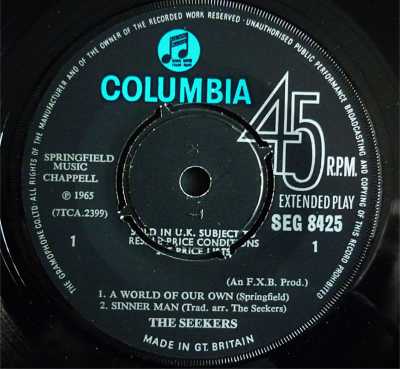 THE GRAMOPHONE CO. LTD. ALL RIGHTS OF THE MANUFACTURER AND OF THE OWNER OF THE RECORDED WORK RESERVED · UNAUTHORISED PUBLIC PERFORMANCE BROADCASTING AND COPYING OF THIS RECORD PROHIBITED
COLUMBIA
45
R.P.M.
EXTENDED PLAY
SEG 8425
SPRINGFIELD
MUSIC
CHAPPELL
℗ 1965
(7TCA.2399)
1
1
SOLD IN U.K. SUBJECT
PRICE CONDITIONS
PRICE
(An F.X.B. Prod.)
1. A WORLD OF OUR OWN (Springfield)
2. SINNER MAN (Trad. arr. The Seekers)
THE SEEKERS
MADE IN GT. BRITAIN